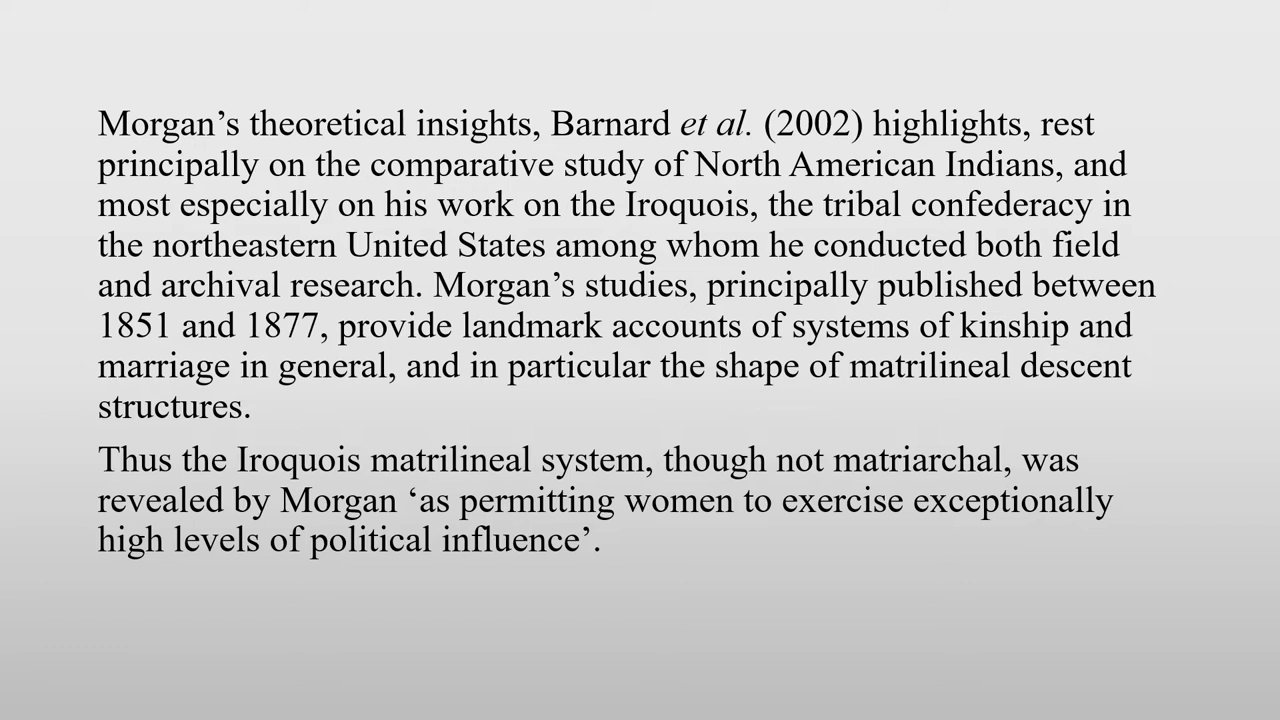 Morgan’s theoretical insights, Barnard et al. (2002) highlights, rest
principally on the comparative study of North American Indians, and
most especially on his work on the Iroquois, the tribal confederacy in
the northeastern United States among whom he conducted both field
and archival research. Morgan’s studies, principally published between
1851 and 1877, provide landmark accounts of systems of kinship and
marriage in general, and in particular the shape of matrilineal descent
structures.
Thus the Iroquois matrilineal system, though not matriarchal, was
revealed by Morgan ‘as permitting women to exercise exceptionally
high levels of political influence’.